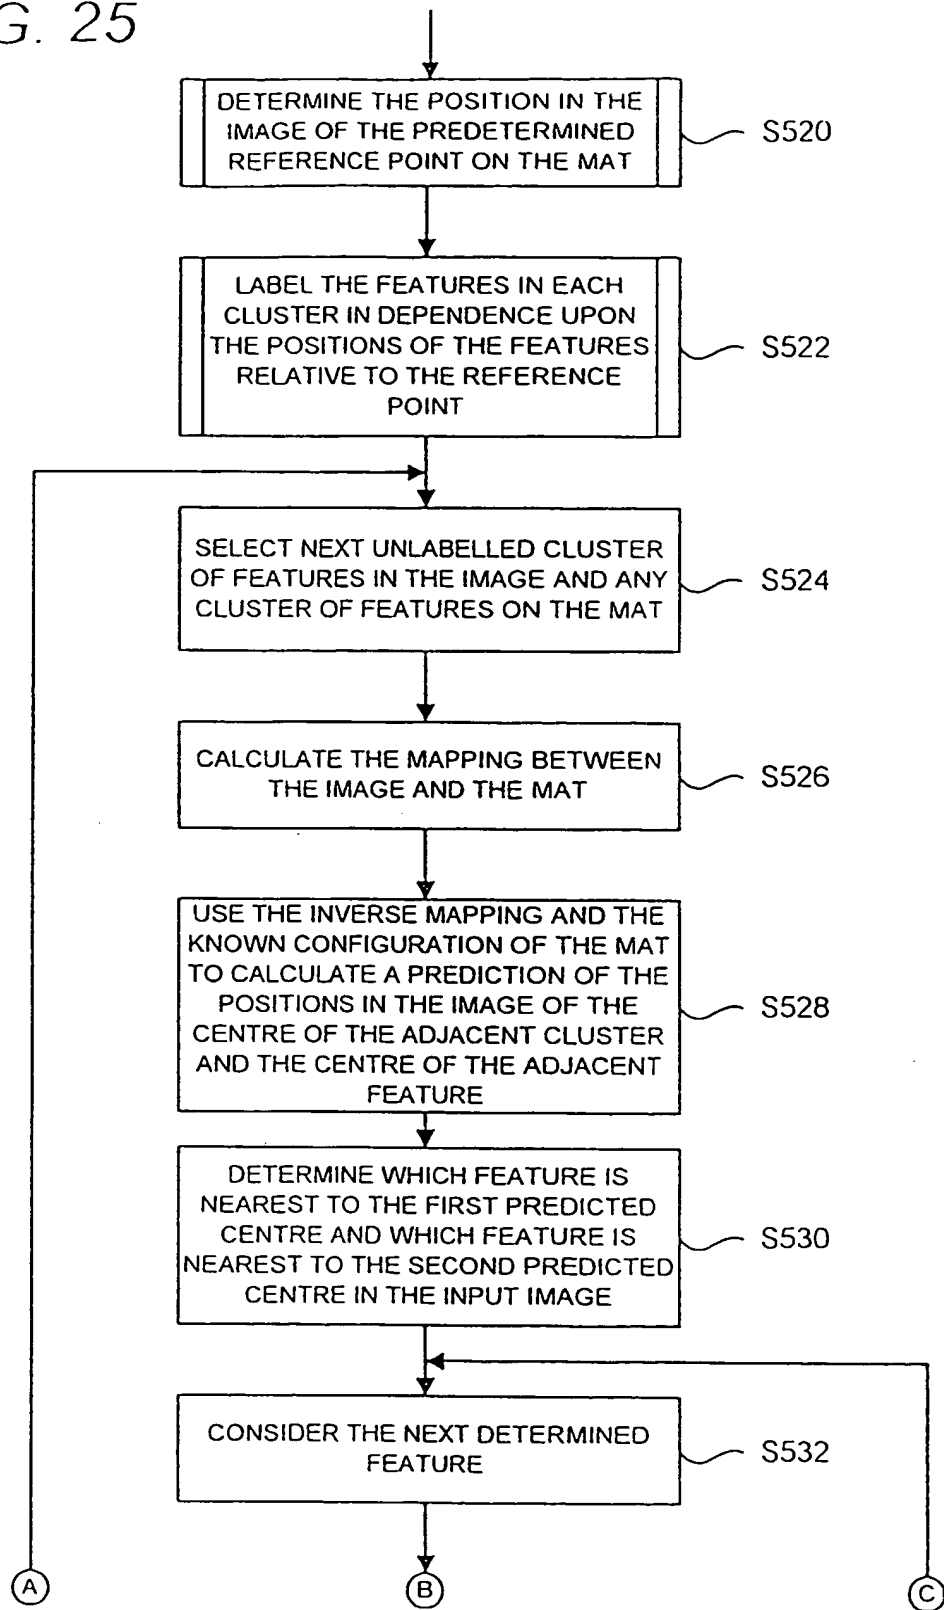 G. 25
DETERMINE THE POSITION IN THE
IMAGE OF THE PREDETERMINED
REFERENCE POINT ON THE MAT
S520
LABEL THE FEATURES IN EACH
CLUSTER IN DEPENDENCE UPON
THE POSITIONS OF THE FEATURES
RELATIVE TO THE REFERENCE
POINT
S522
SELECT NEXT UNLABELLED CLUSTER
OF FEATURES IN THE IMAGE AND ANY
CLUSTER OF FEATURES ON THE MAT
S524
CALCULATE THE MAPPING BETWEEN
THE IMAGE AND THE MAT
S526
USE THE INVERSE MAPPING AND THE
KNOWN CONFIGURATION OF THE MAT
TO CALCULATE A PREDICTION OF THE
POSITIONS IN THE IMAGE OF THE
CENTRE OF THE ADJACENT CLUSTER
AND THE CENTRE OF THE ADJACENT
FEATURE
S528
DETERMINE WHICH FEATURE IS
NEAREST TO THE FIRST PREDICTED
CENTRE AND WHICH FEATURE IS
NEAREST TO THE SECOND PREDICTED
CENTRE IN THE INPUT IMAGE
S530
CONSIDER THE NEXT DETERMINED
FEATURE
S532
A
B
C